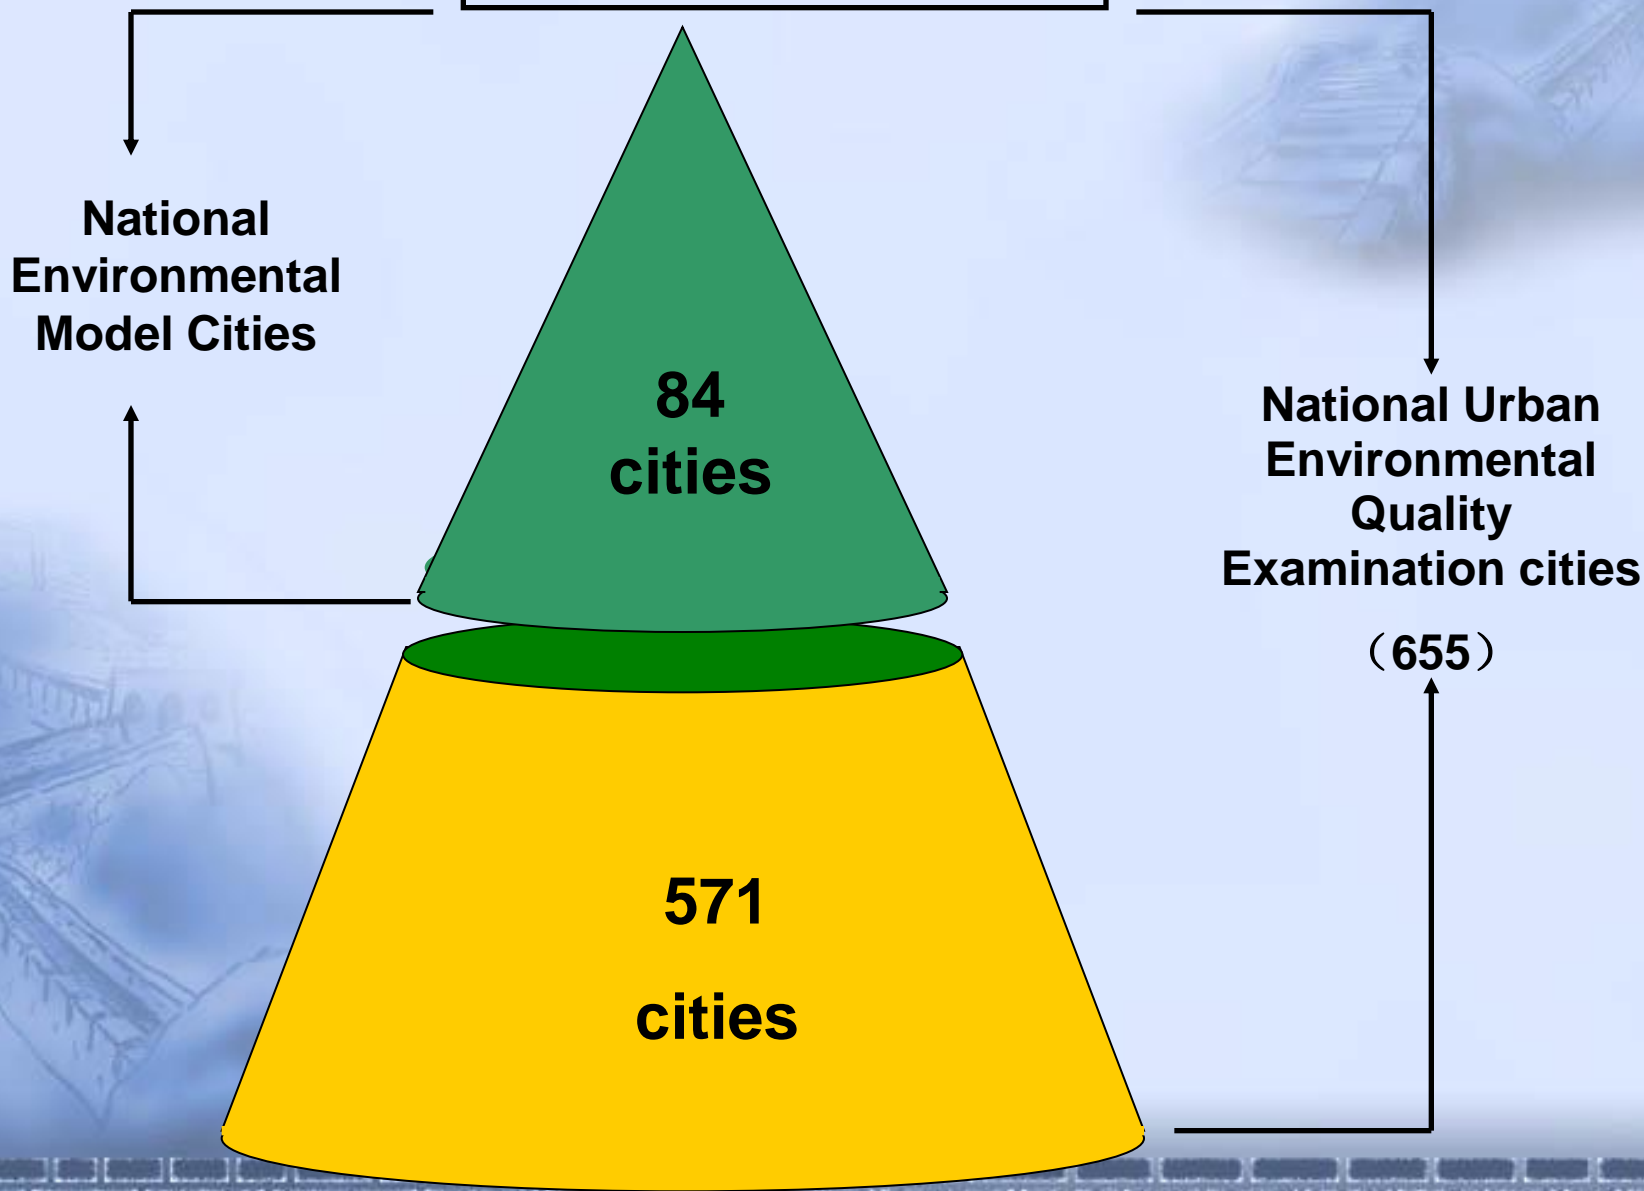 National
Environmental
Model Cities
84
cities
National Urban
Environmental
Quality
Examination cities
（655）
571
cities